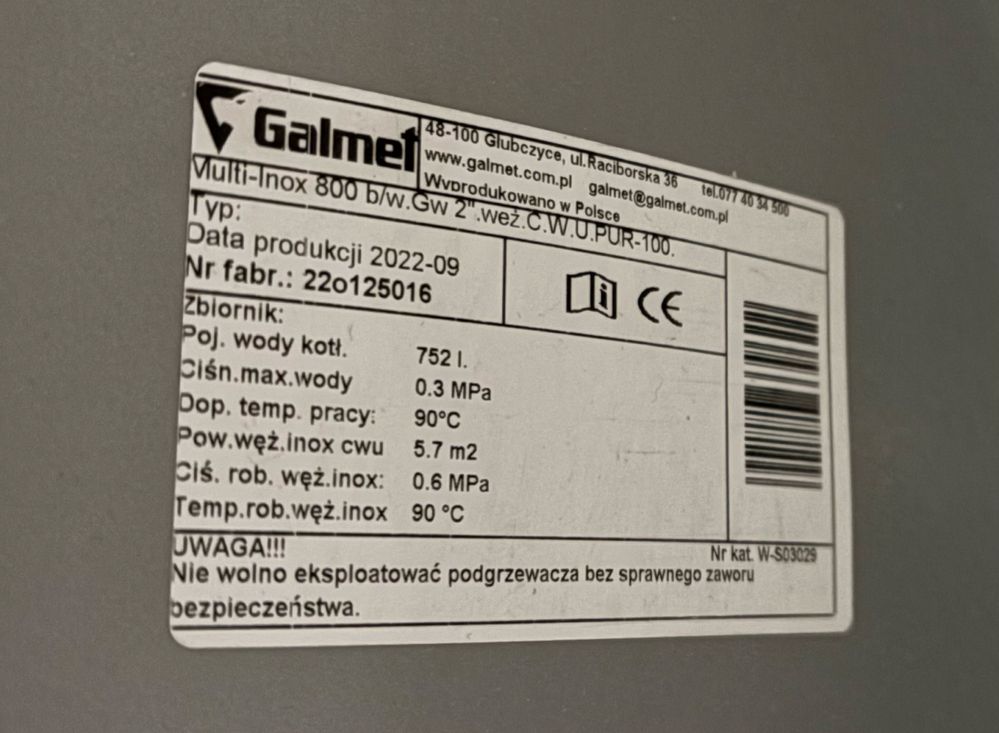 Galmet
48-100 Głubczyce, ul.Raciborska 36 tel.077 40 34 500
www.galmet.com.pl galmet@galmet.com.pl
Wyprodukowano w Polsce
Multi-Inox 800 b/w.Gw 2".węż.C.W.U.PUR-100.
Typ:
Data produkcji 2022-09
Nr fabr.: 22o125016
i CE
Zbiornik:
Poj. wody kotł. 752 l.
Ciśn.max.wody 0.3 MPa
Dop. temp. pracy: 90°C
Pow.węż.inox cwu 5.7 m2
Ciś. rob. węż.inox: 0.6 MPa
Temp.rob.węż.inox 90 °C
UWAGA!!! Nr kat. W-S03029
Nie wolno eksploatować podgrzewacza bez sprawnego zaworu
bezpieczeństwa.